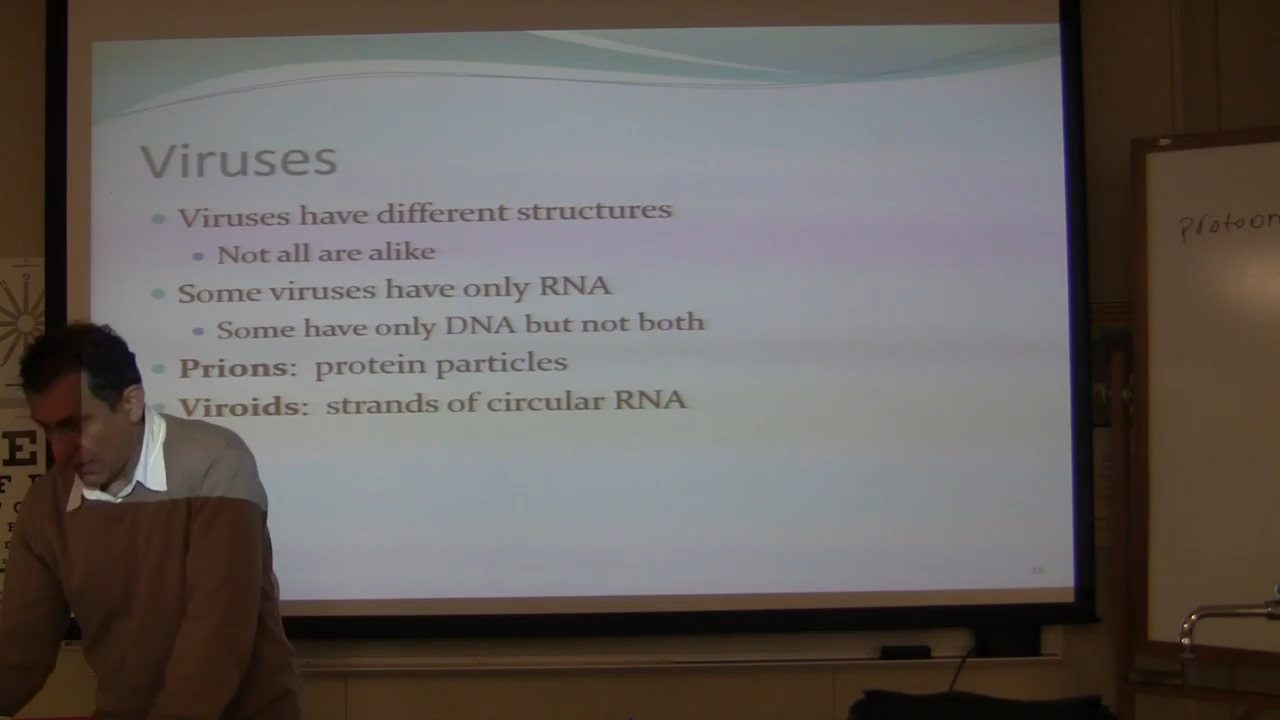 Viruses
Viruses have different structures
Not all are alike
Some viruses have only RNA
Some have only DNA but not both
Prions: protein particles
Viroids: strands of circular RNA
E